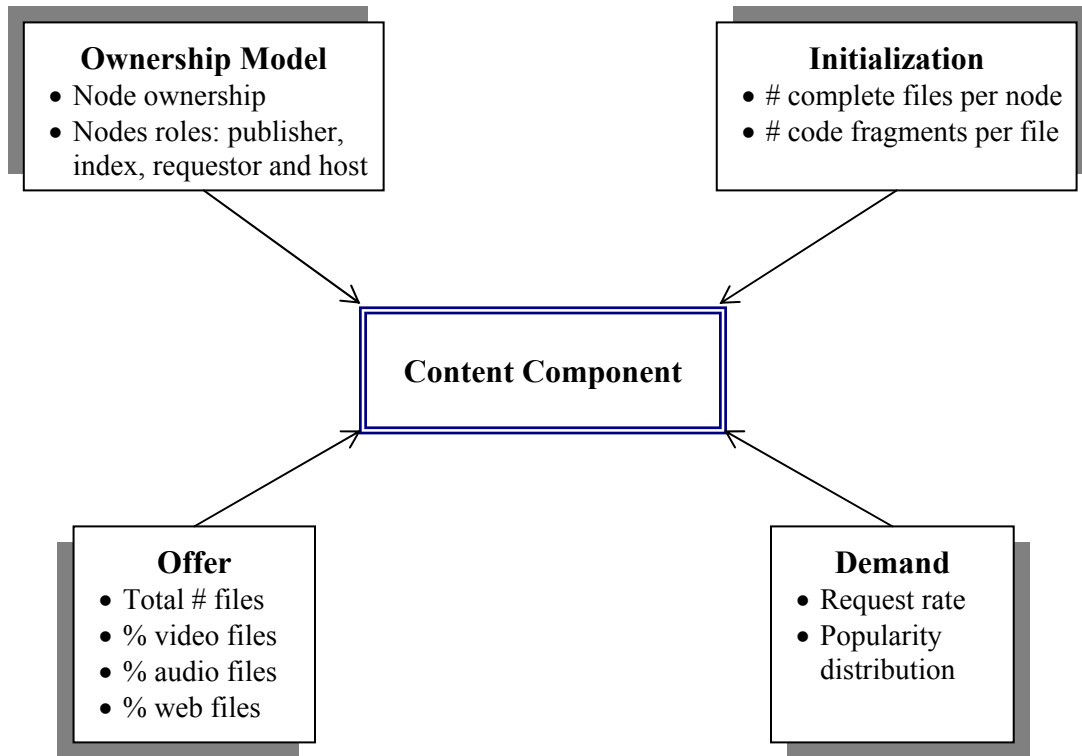 Ownership Model
• Node ownership
• Nodes roles: publisher,
index, requestor and host
Initialization
• # complete files per node
• # code fragments per file
Content Component
Offer
• Total # files
• % video files
• % audio files
• % web files
Demand
• Request rate
• Popularity
distribution